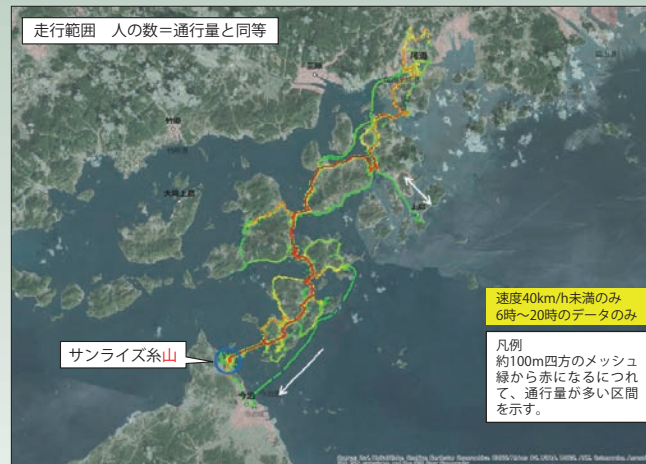 走行範囲　人の数＝通行量と同等
尾道
三原
竹原
大崎上島
上島
サンライズ糸山
今治
速度40km/h未満のみ
6時～20時のデータのみ
凡例
約100m四方のメッシュ
緑から赤になるにつれ
て、通行量が多い区間
を示す。